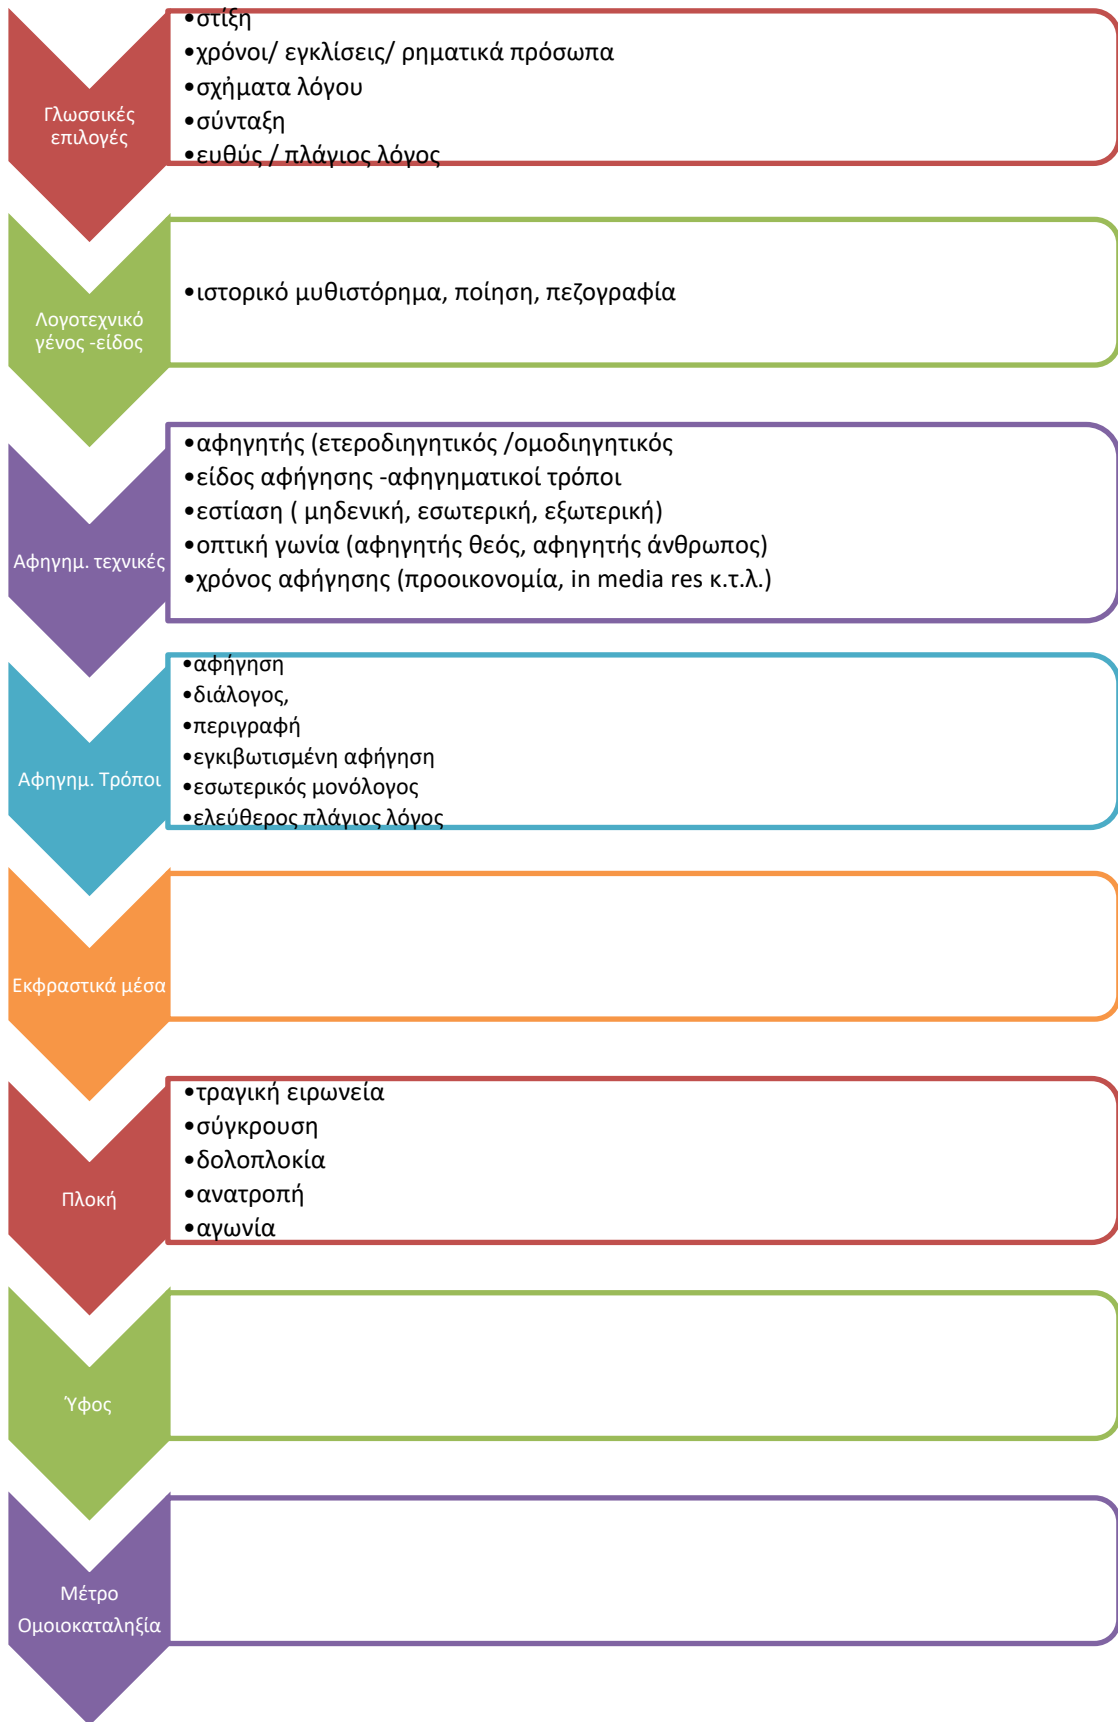 Γλωσσικές
επιλογές
•στίξη
•χρόνοι/ εγκλίσεις/ ρηματικά πρόσωπα
•σχἠματα λόγου
•σύνταξη
•ευθύς / πλάγιος λόγος
Λογοτεχνικό
γένος -είδος
•ιστορικό μυθιστόρημα, ποίηση, πεζογραφία
Αφηγημ. τεχνικές
•αφηγητής (ετεροδιηγητικός /ομοδιηγητικός
•είδος αφήγησης -αφηγηματικοί τρόποι
•εστίαση ( μηδενική, εσωτερική, εξωτερική)
•οπτική γωνία (αφηγητής θεός, αφηγητής άνθρωπος)
•χρόνος αφήγησης (προοικονομία, in media res κ.τ.λ.)
Αφηγημ. Τρόποι
•αφήγηση
•διάλογος,
•περιγραφή
•εγκιβωτισμένη αφήγηση
•εσωτερικός μονόλογος
•ελεύθερος πλάγιος λόγος
Εκφραστικά μέσα
Πλοκή
•τραγική ειρωνεία
•σύγκρουση
•δολοπλοκία
•ανατροπή
•αγωνία
Ύφος
Μέτρο
Ομοιοκαταληξία